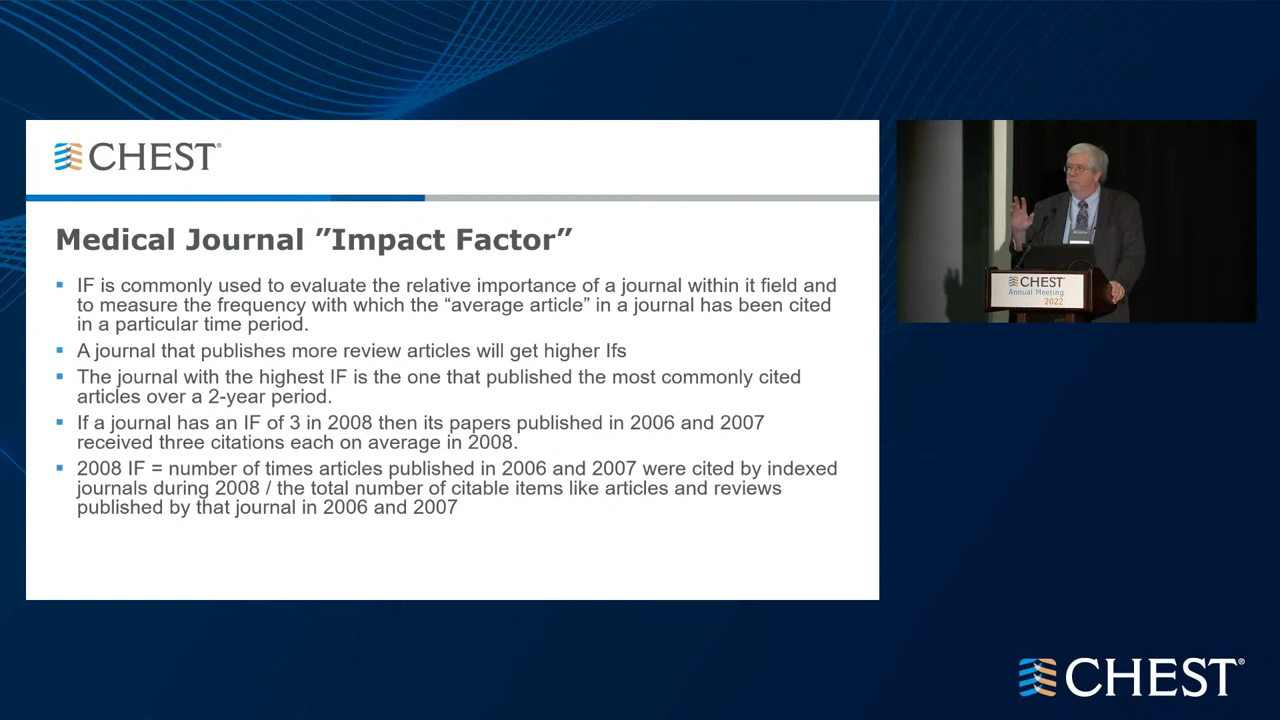 CHEST®
Medical Journal ”Impact Factor”
▪ IF is commonly used to evaluate the relative importance of a journal within it field and
to measure the frequency with which the “average article” in a journal has been cited
in a particular time period.
▪ A journal that publishes more review articles will get higher Ifs
▪ The journal with the highest IF is the one that published the most commonly cited
articles over a 2-year period.
▪ If a journal has an IF of 3 in 2008 then its papers published in 2006 and 2007
received three citations each on average in 2008.
▪ 2008 IF = number of times articles published in 2006 and 2007 were cited by indexed
journals during 2008 / the total number of citable items like articles and reviews
published by that journal in 2006 and 2007
CHEST
Annual Meeting
2022
CHEST®